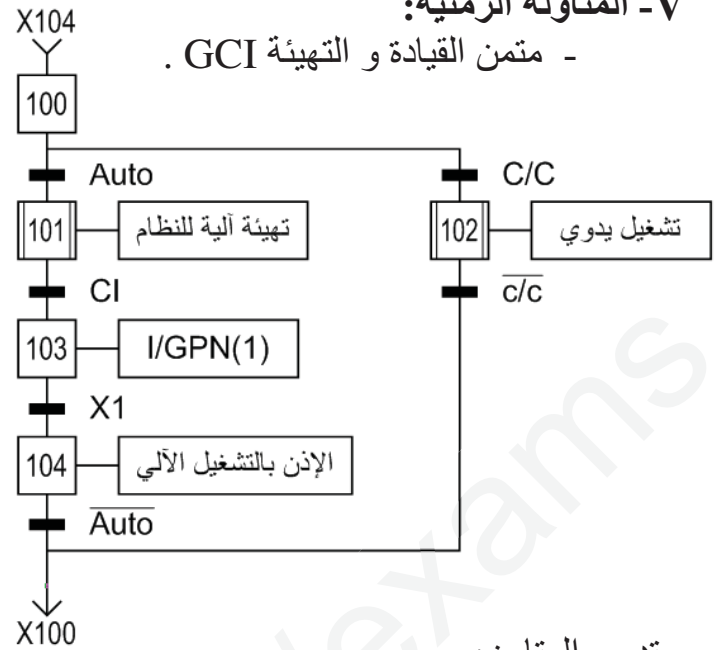 V- المناولة الزمنية:
- متمن القيادة و التهيئة GCI .
X104
100
Auto
C/C
101
تهيئة آلية للنظام
102
تشغيل يدوي
CI
c̅/̅c̅
103
I/GPN(1)
X1
104
الإذن بالتشغيل الآلي
A̅u̅t̅o̅
X100